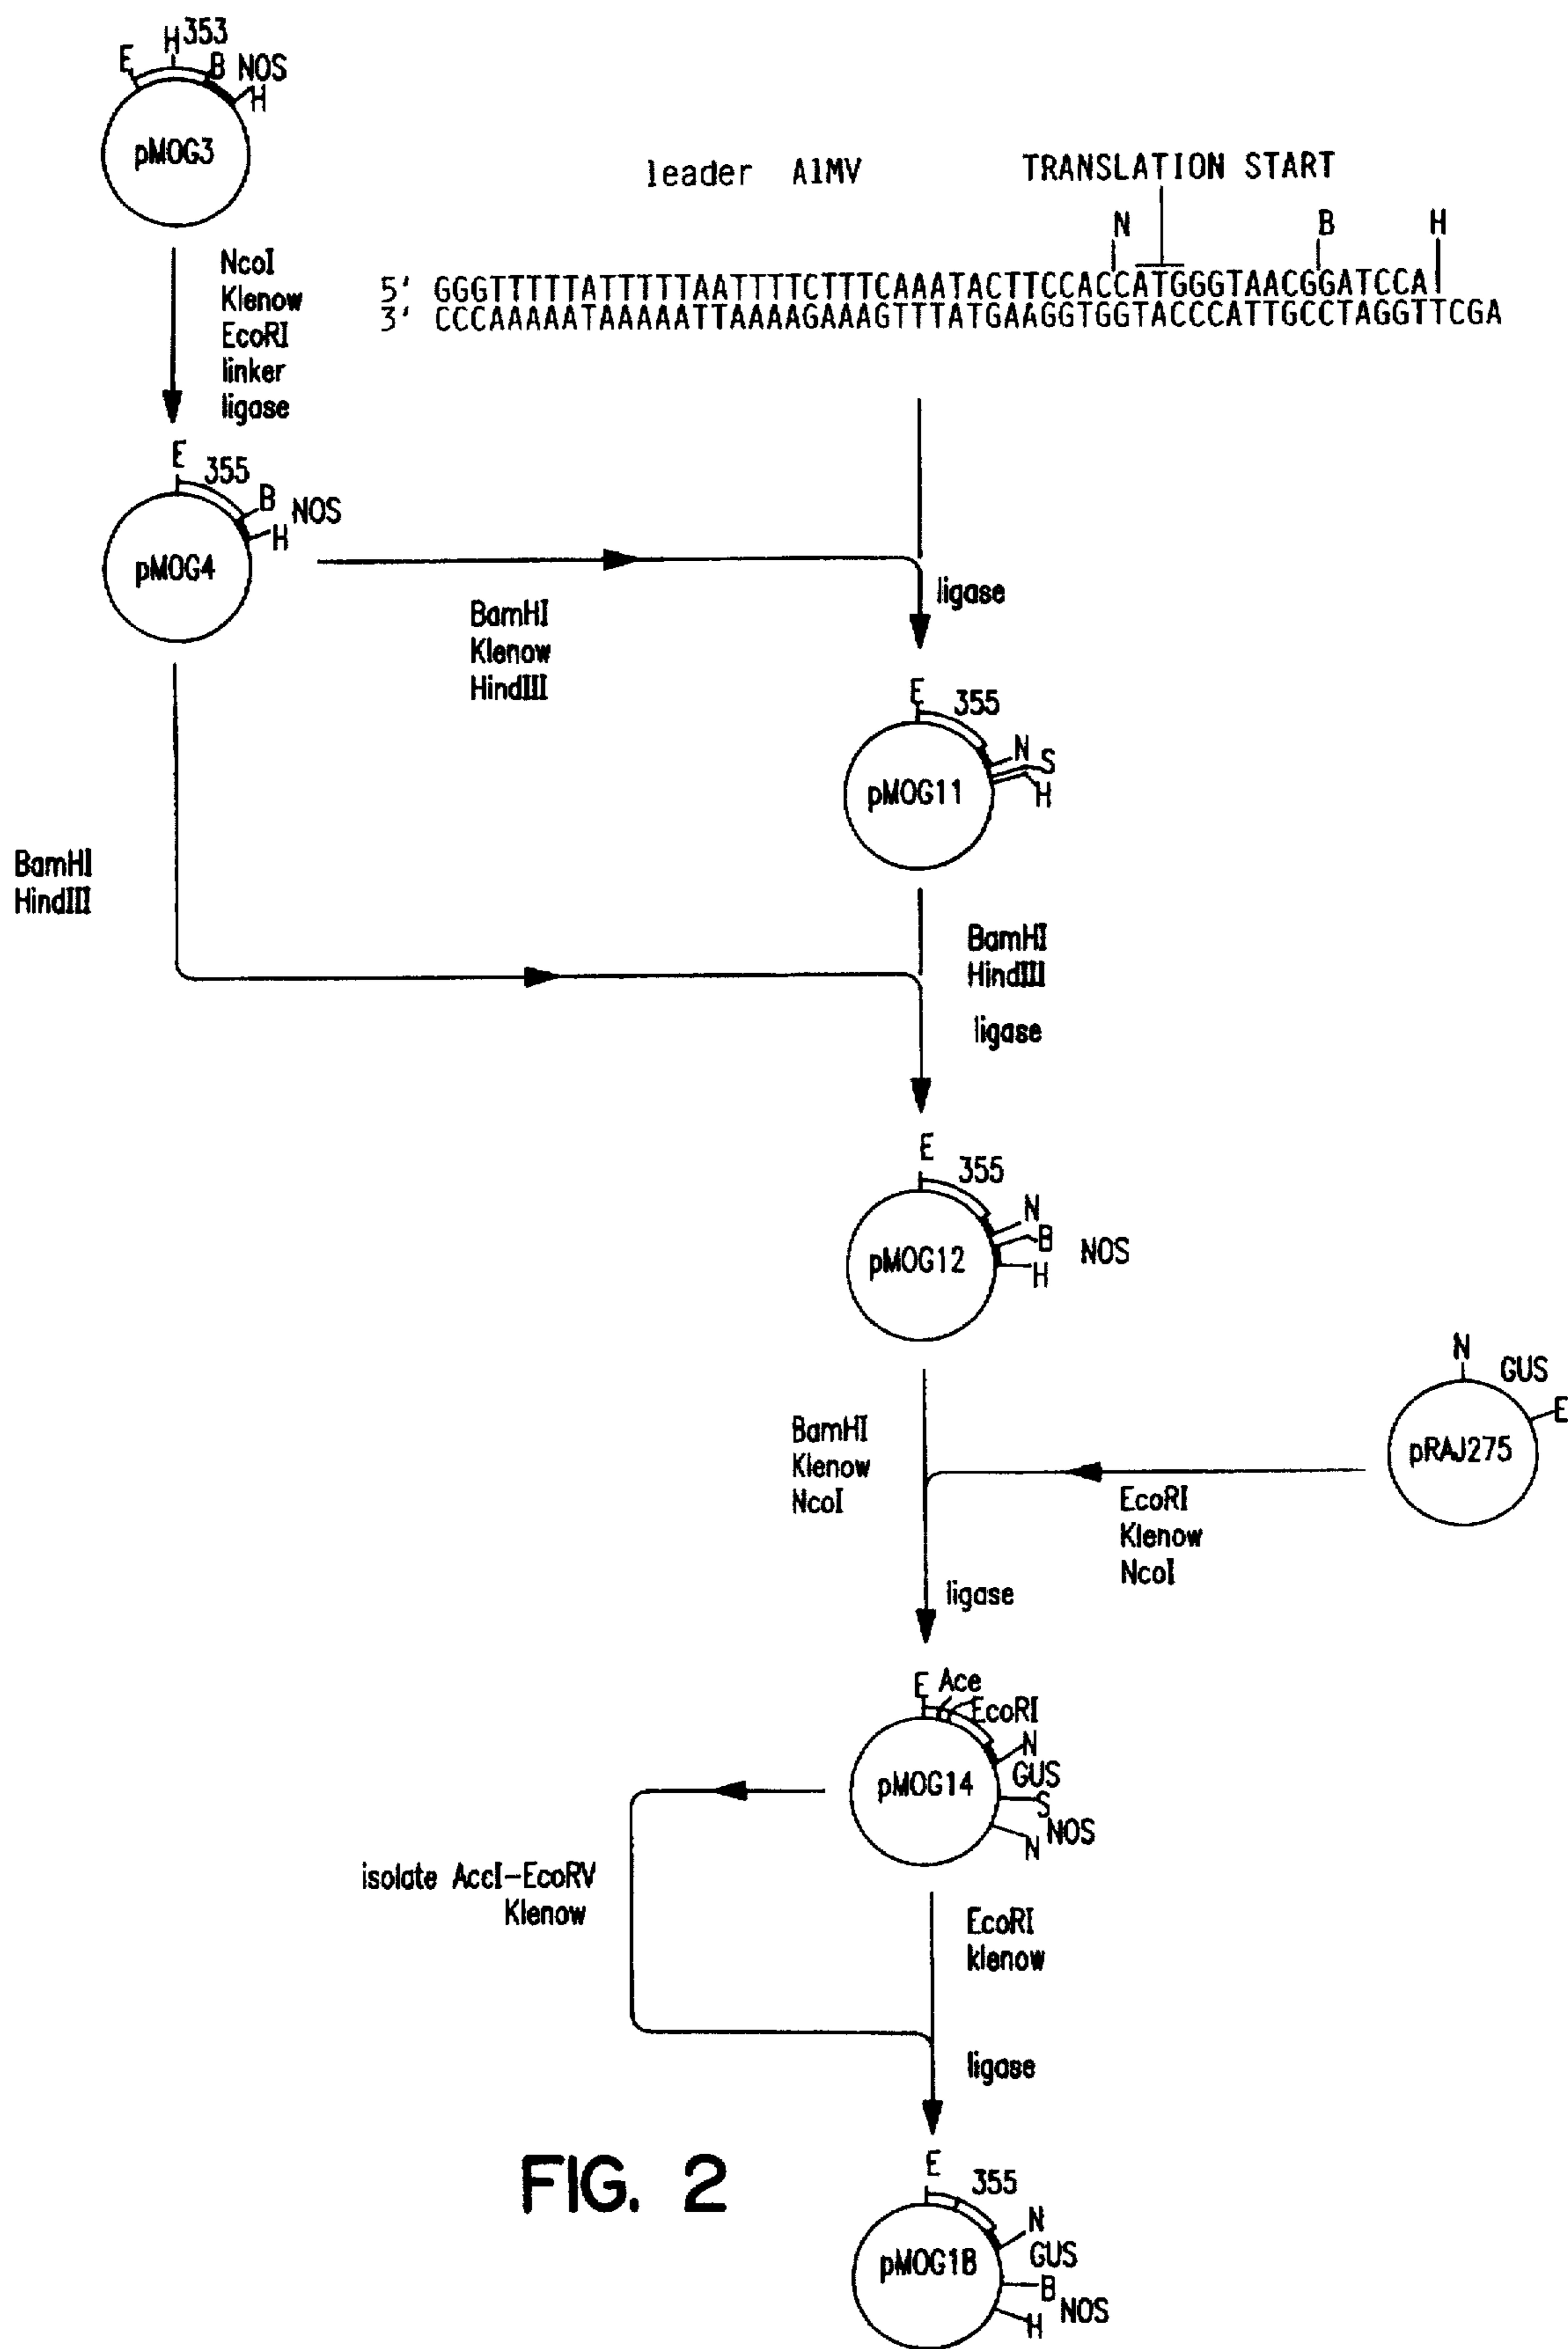 H 353
E B NOS
H
pMOG3
leader AlMV
TRANSLATION START
N B H
NcoI
Klenow
EcoRI
linker
ligase
5' GGGTTTTTATTTTTAATTTTCTTTCAAATACTTCCACCATGGGTAACGGATCCA
3' CCCAAAAATAAAAATTAAAAGAAAGTTTATGAAGGTGGTACCCATTGCCTAGGTTCGA
E
355
B NOS
H
pMOG4
BamHI
Klenow
HindIII
ligase
E
355
N
S
H
pMOG11
BamHI
HindIII
BamHI
HindIII
ligase
E
355
N
B NOS
H
pMOG12
N
GUS
E
pRAJ275
BamHI
Klenow
NcoI
EcoRI
Klenow
NcoI
ligase
E Ace
EcoRI
N
GUS
S
NOS
N
pMOG14
isolate AccI-EcoRV
Klenow
EcoRI
klenow
ligase
FIG. 2
E
355
N
GUS
B
NOS
H
pMOG1B